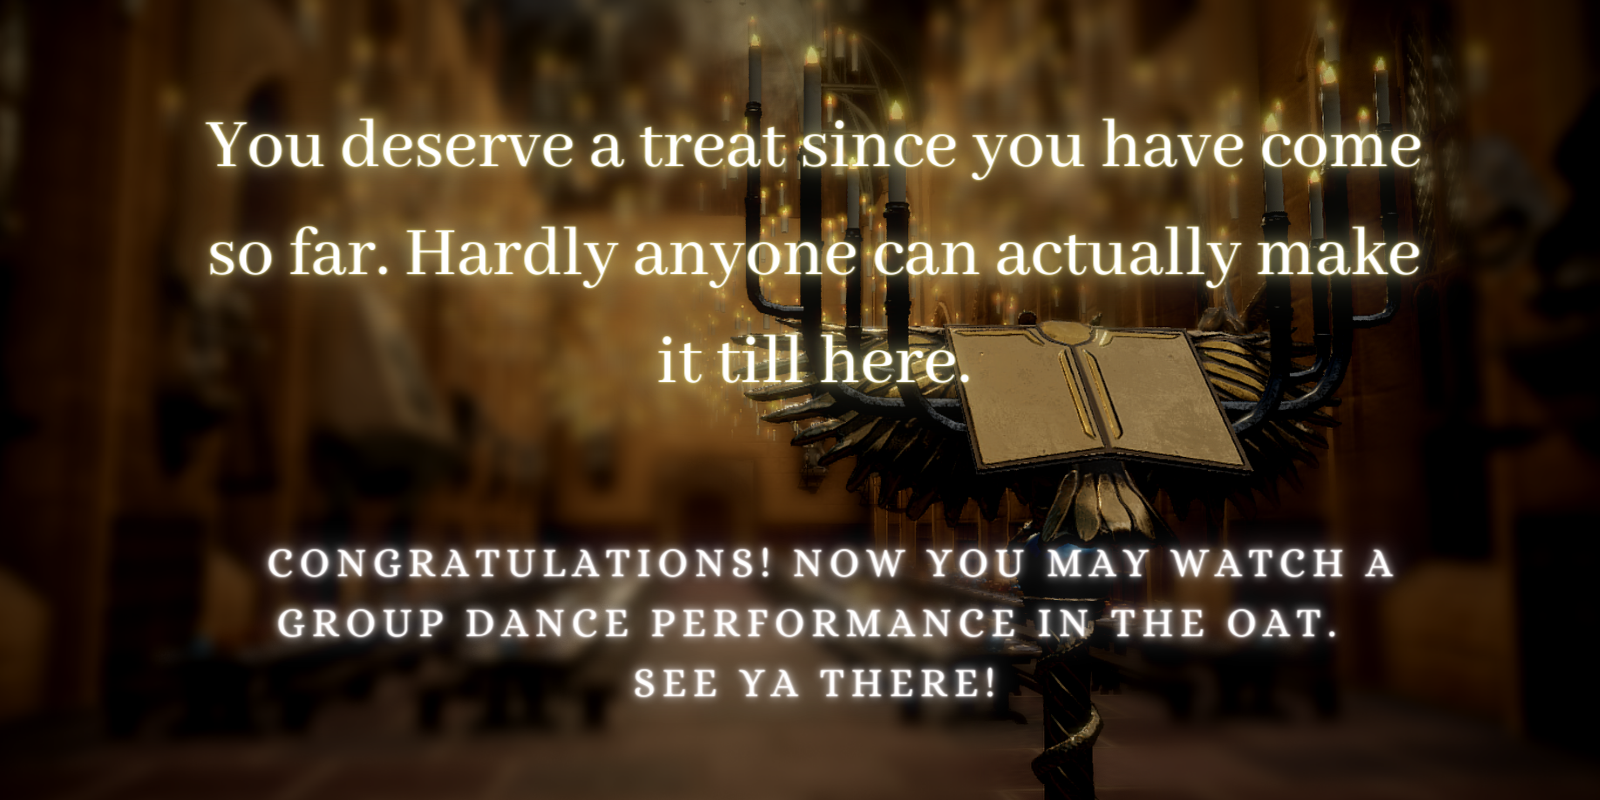 You deserve a treat since you have come
so far. Hardly anyone can actually make
it till here.
CONGRATULATIONS! NOW YOU MAY WATCH A
GROUP DANCE PERFORMANCE IN THE OAT.
SEE YA THERE!